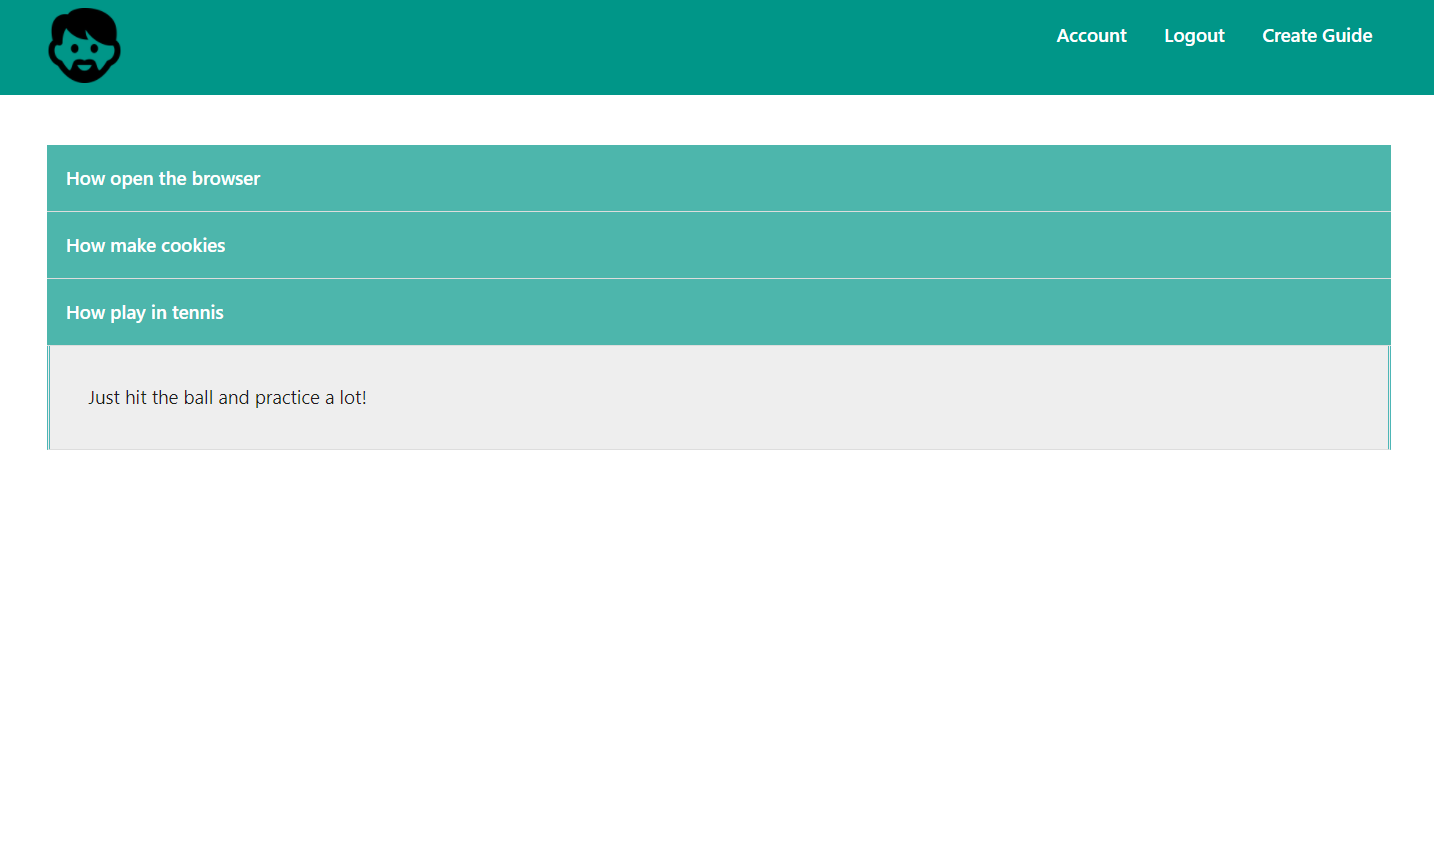 Account Logout Create Guide
How open the browser
How make cookies
How play in tennis
Just hit the ball and practice a lot!